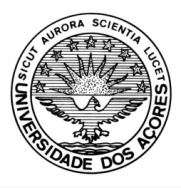 SICUT AURORA SCIENTIA LUCET
UNIVERSIDADE DOS AÇORES